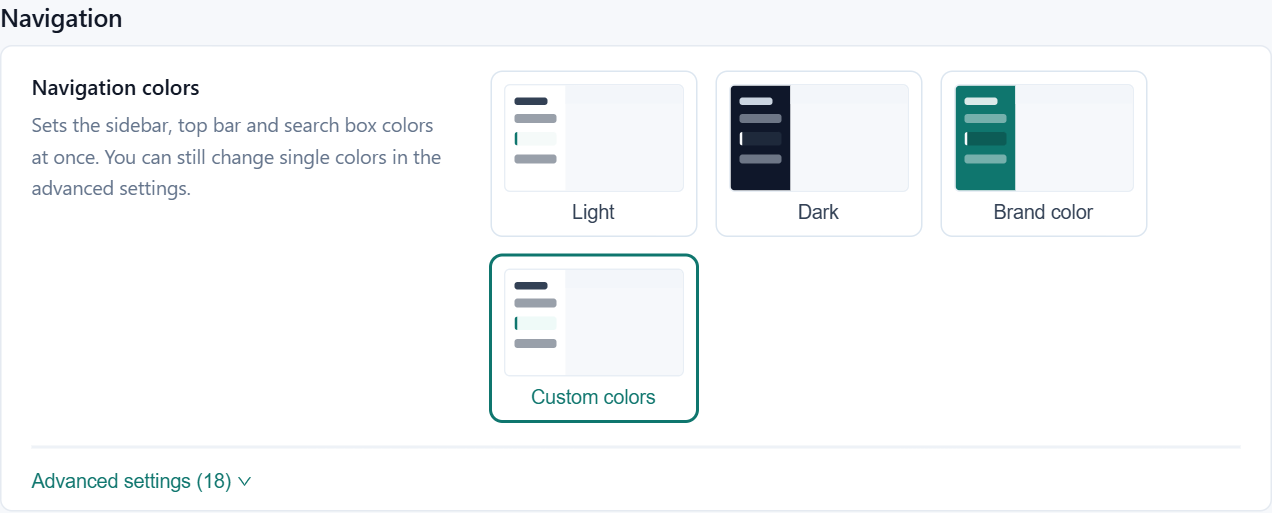 Navigation
Navigation colors
Sets the sidebar, top bar and search box colors
at once. You can still change single colors in the
advanced settings.
Light
Dark
Brand color
Custom colors
Advanced settings (18)